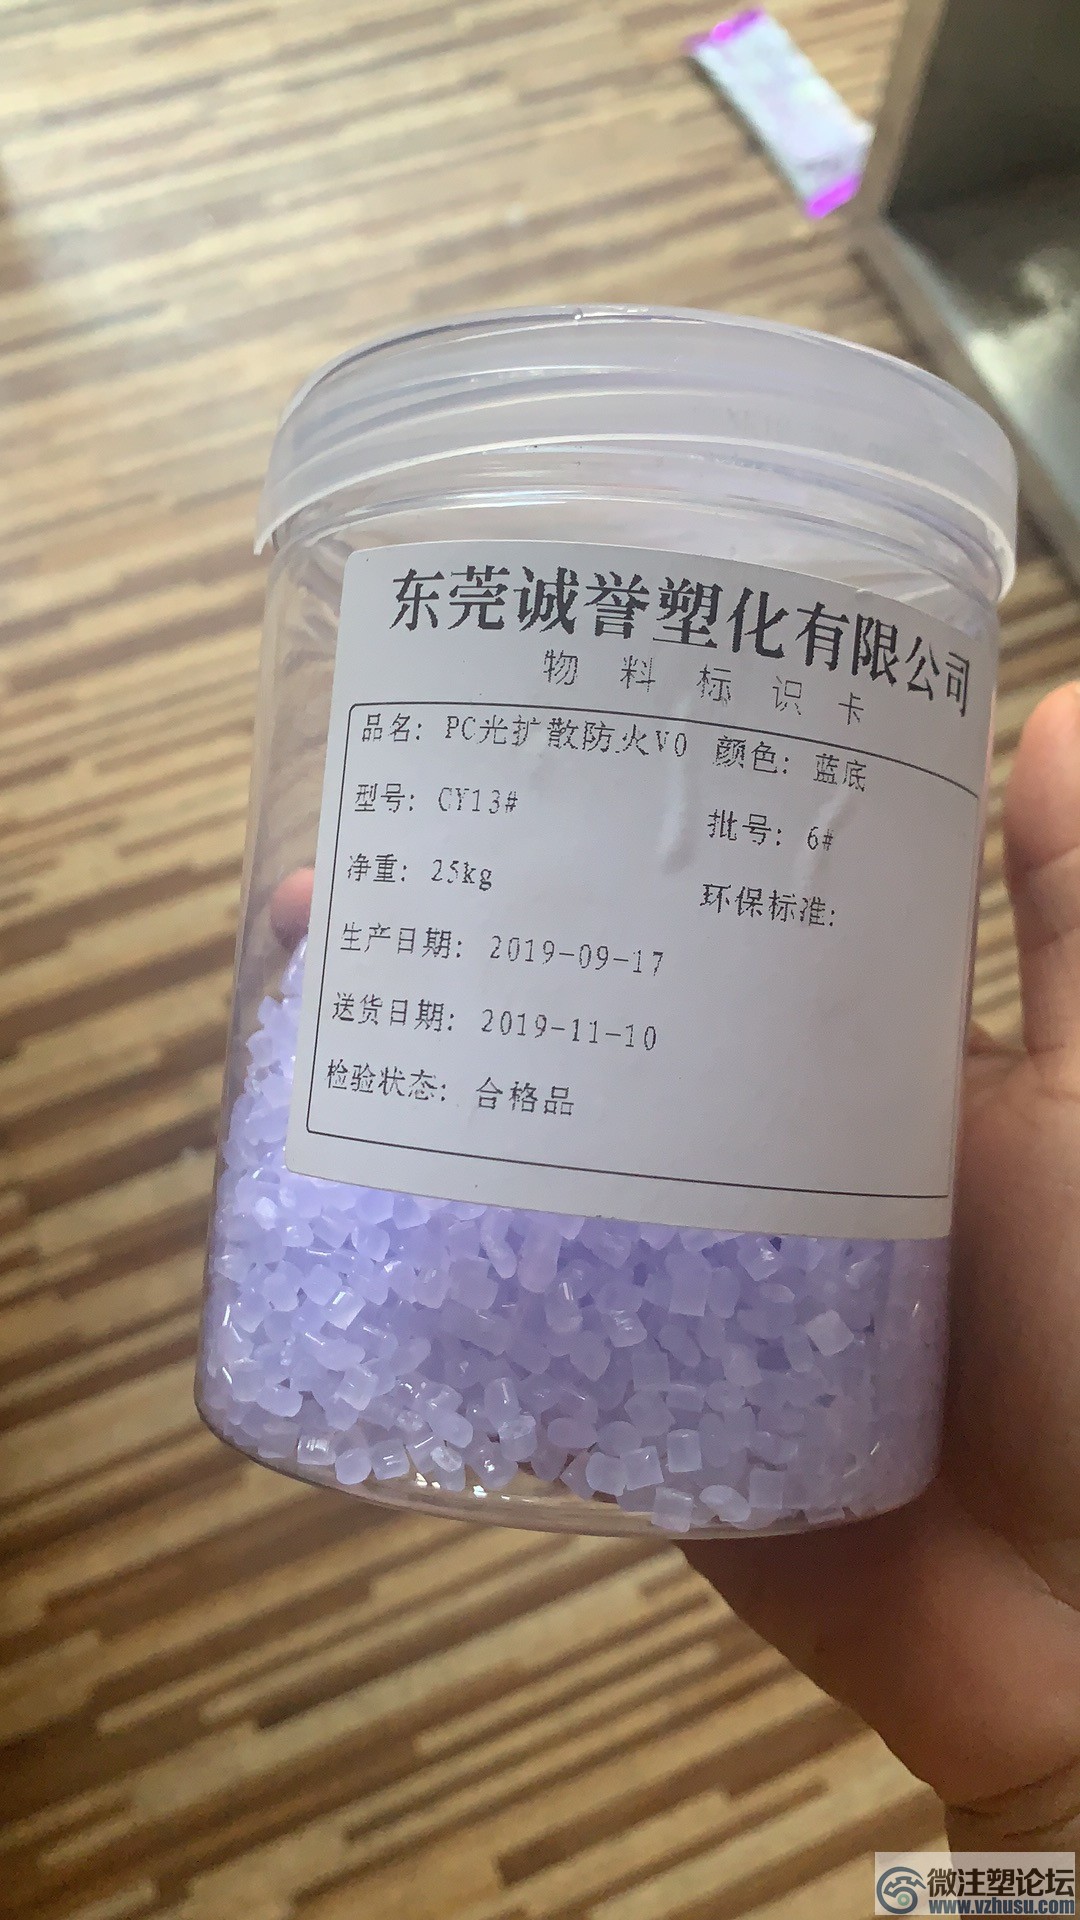 东莞诚誉塑化有限公司
物料标识卡
品名: PC光扩散防火V0 颜色: 蓝底
型号: CY13# 批号: 6#
净重: 25kg 环保标准:
生产日期: 2019-09-17
送货日期: 2019-11-10
检验状态: 合格品
微注塑论坛
www.vzhusu.com